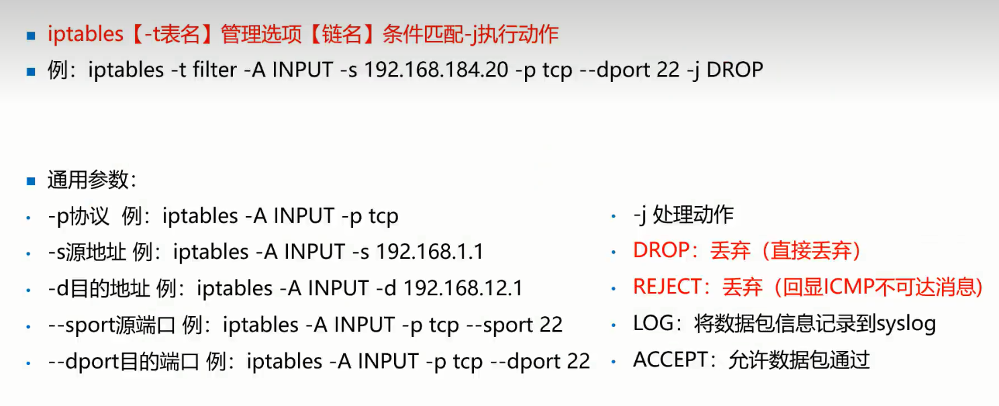 iptables【-t表名】管理选项【链名】条件匹配-j执行动作
例：iptables -t filter -A INPUT -s 192.168.184.20 -p tcp --dport 22 -j DROP
通用参数：
-p协议 例：iptables -A INPUT -p tcp
-s源地址 例：iptables -A INPUT -s 192.168.1.1
-d目的地址 例：iptables -A INPUT -d 192.168.12.1
--sport源端口 例：iptables -A INPUT -p tcp --sport 22
--dport目的端口 例：iptables -A INPUT -p tcp --dport 22
-j 处理动作
DROP：丢弃（直接丢弃）
REJECT：丢弃（回显ICMP不可达消息)
LOG：将数据包信息记录到syslog
ACCEPT：允许数据包通过